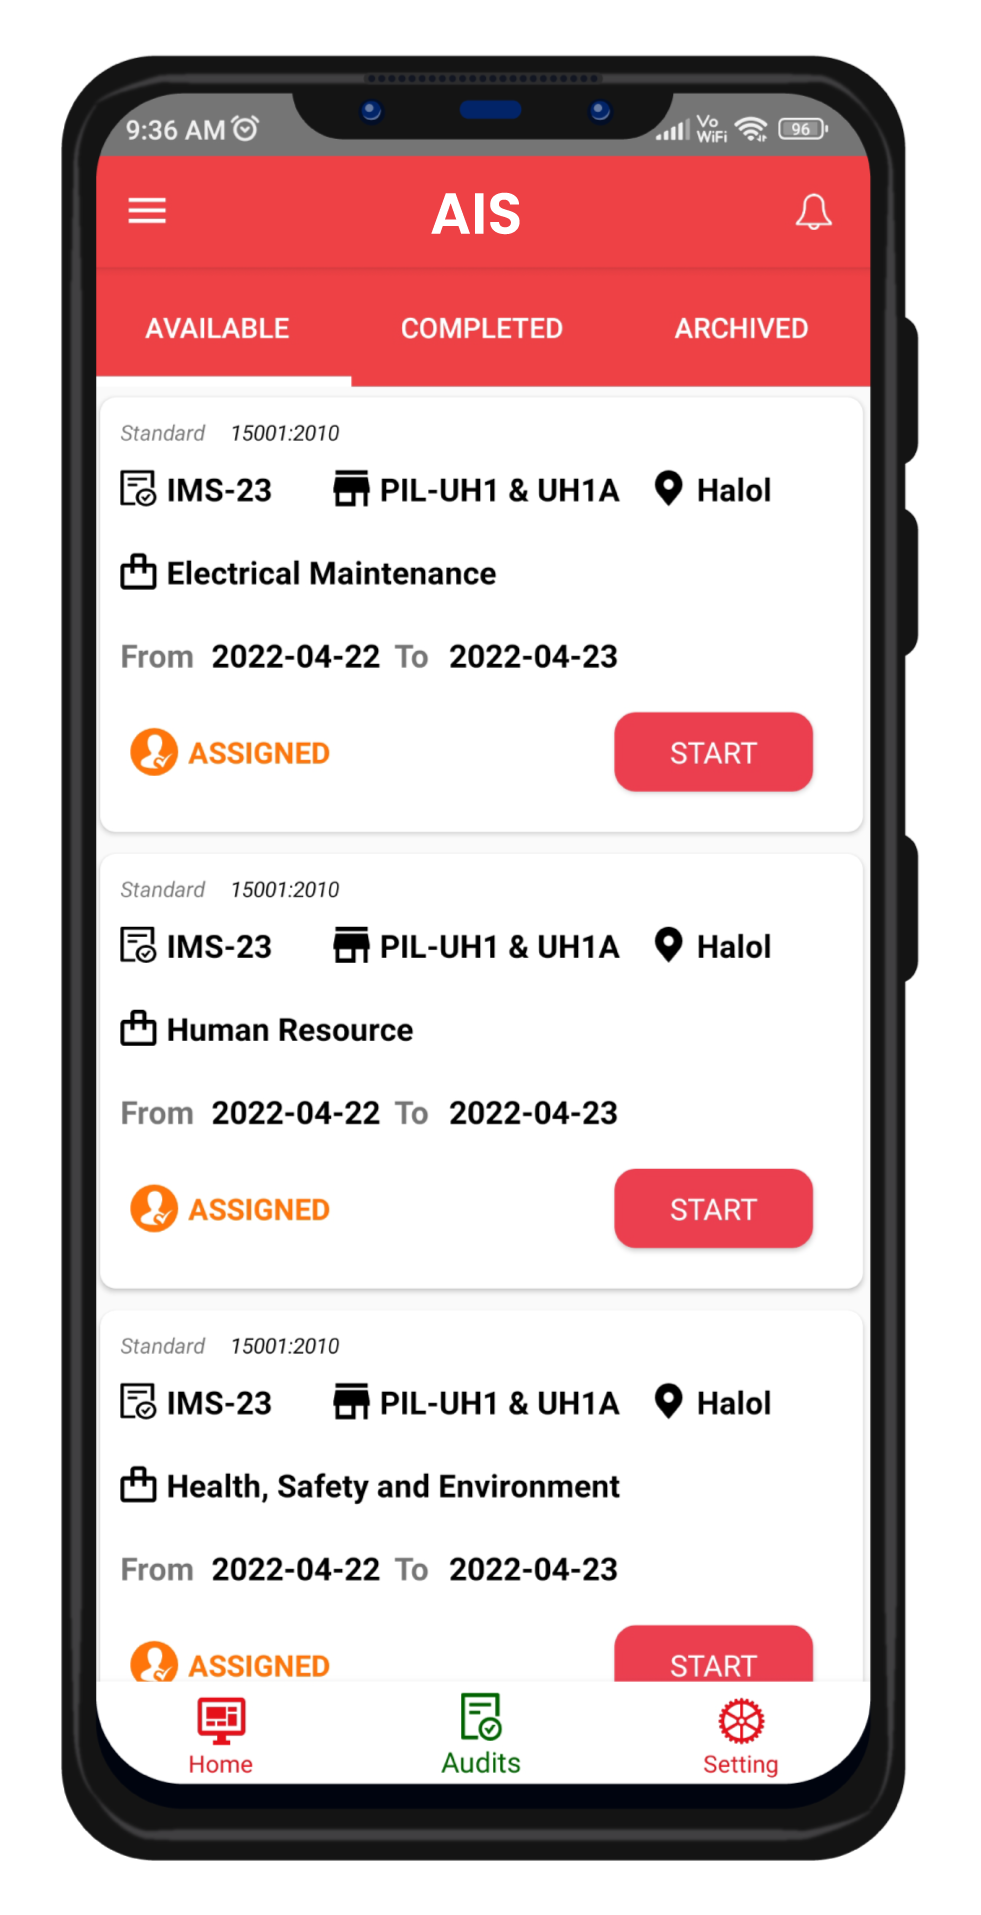 9:36 AM Vo WiFi 96
AIS
AVAILABLE COMPLETED ARCHIVED
Standard 15001:2010
IMS-23 PIL-UH1 & UH1A Halol
Electrical Maintenance
From 2022-04-22 To 2022-04-23
ASSIGNED START
Standard 15001:2010
IMS-23 PIL-UH1 & UH1A Halol
Human Resource
From 2022-04-22 To 2022-04-23
ASSIGNED START
Standard 15001:2010
IMS-23 PIL-UH1 & UH1A Halol
Health, Safety and Environment
From 2022-04-22 To 2022-04-23
ASSIGNED START
Home Audits Setting